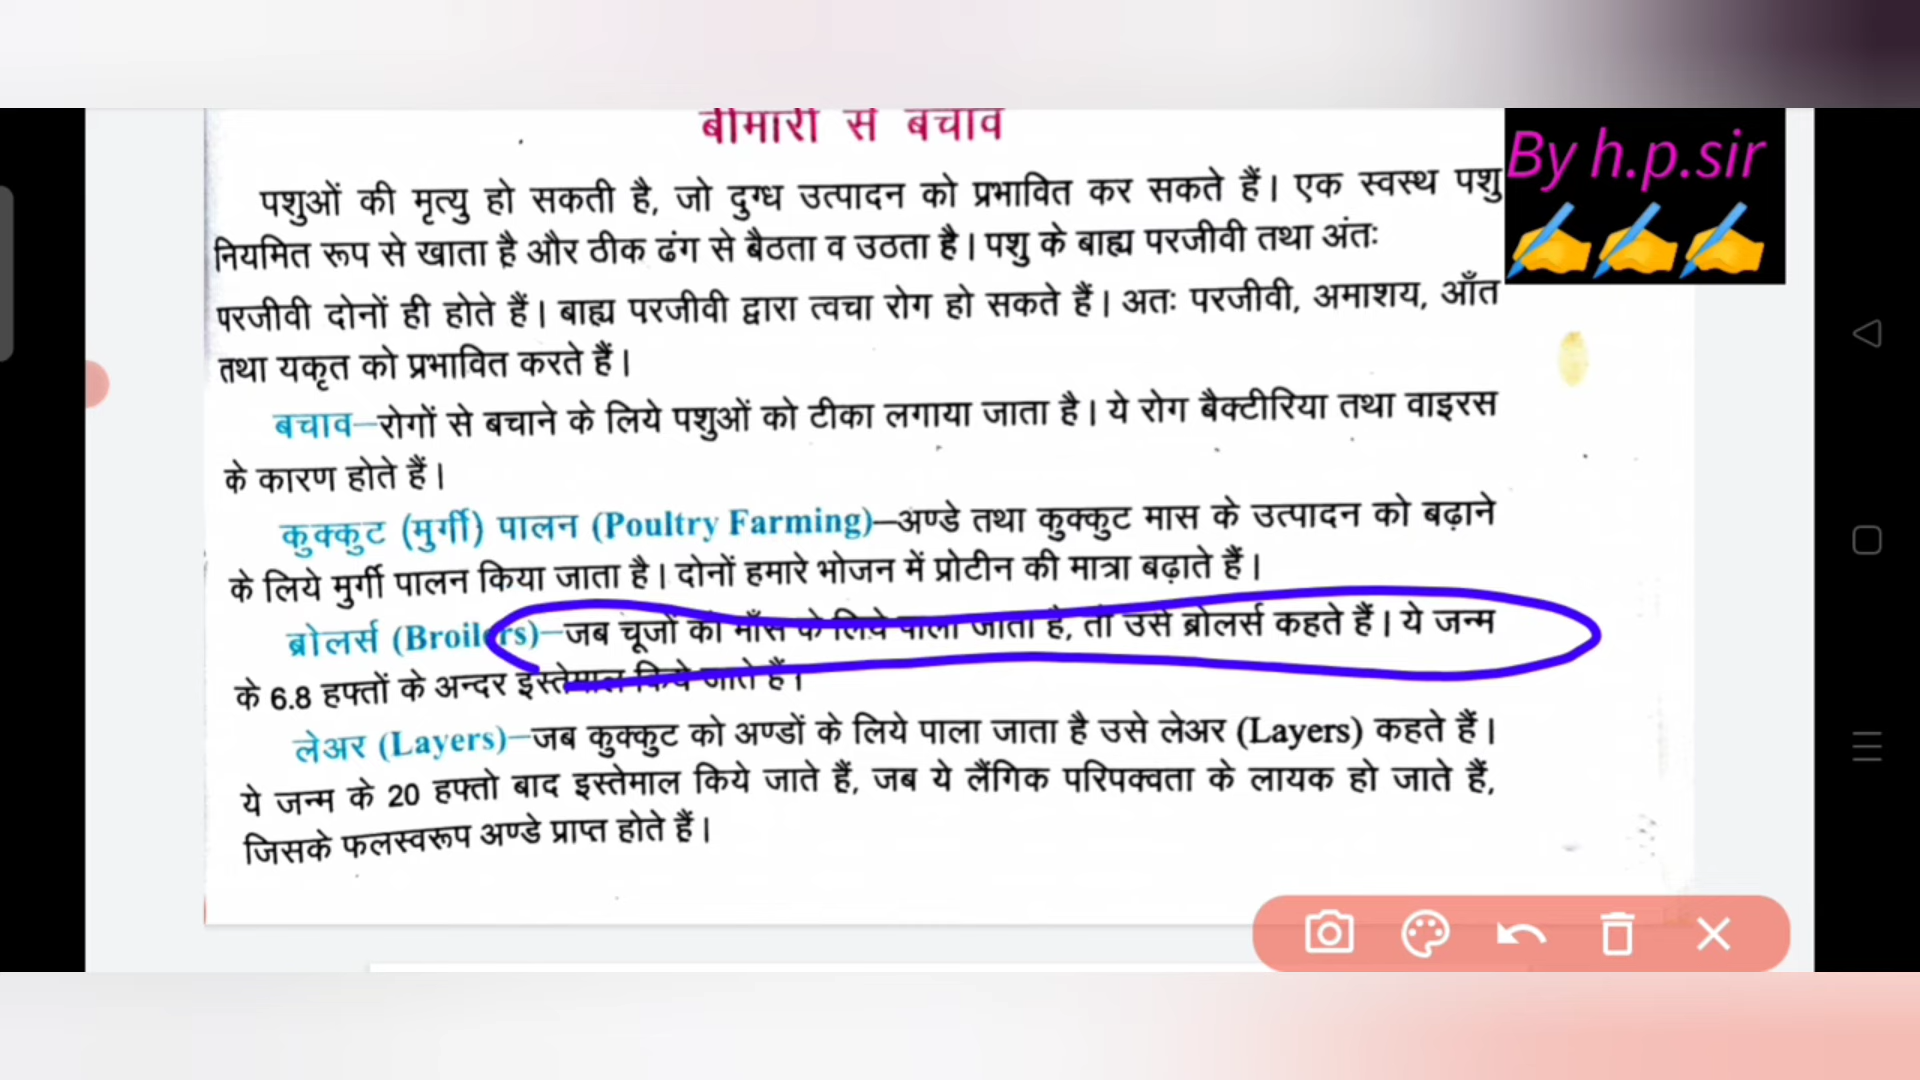 बीमारी से बचाव
By h.p.sir
पशुओं की मृत्यु हो सकती है, जो दुग्ध उत्पादन को प्रभावित कर सकते हैं। एक स्वस्थ पशु
नियमित रूप से खाता है और ठीक ढंग से बैठता व उठता है। पशु के बाह्य परजीवी तथा अंतः
परजीवी दोनों ही होते हैं। बाह्य परजीवी द्वारा त्वचा रोग हो सकते हैं। अतः परजीवी, अमाशय, आँत
तथा यकृत को प्रभावित करते हैं।
बचाव–रोगों से बचाने के लिये पशुओं को टीका लगाया जाता है। ये रोग बैक्टीरिया तथा वाइरस
के कारण होते हैं।
कुक्कुट (मुर्गी) पालन (Poultry Farming)–अण्डे तथा कुक्कुट मास के उत्पादन को बढ़ाने
के लिये मुर्गी पालन किया जाता है। दोनों हमारे भोजन में प्रोटीन की मात्रा बढ़ाते हैं।
ब्रोलर्स (Broilers)–जब चूजों को माँस के लिये पाला जाता है, तो उसे ब्रोलर्स कहते हैं। ये जन्म
के 6.8 हफ्तों के अन्दर इस्तेमाल किये जाते हैं।
लेअर (Layers)–जब कुक्कुट को अण्डों के लिये पाला जाता है उसे लेअर (Layers) कहते हैं।
ये जन्म के 20 हफ्तो बाद इस्तेमाल किये जाते हैं, जब ये लैंगिक परिपक्वता के लायक हो जाते हैं,
जिसके फलस्वरूप अण्डे प्राप्त होते हैं।